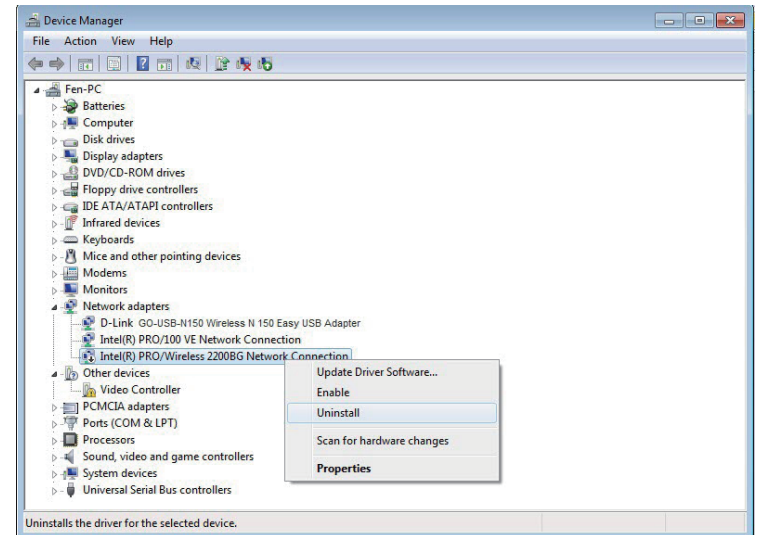 Device Manager
File Action View Help
Fen-PC
Batteries
Computer
Disk drives
Display adapters
DVD/CD-ROM drives
Floppy drive controllers
IDE ATA/ATAPI controllers
Infrared devices
Keyboards
Mice and other pointing devices
Modems
Monitors
Network adapters
D-Link GO-USB-N150 Wireless N 150 Easy USB Adapter
Intel(R) PRO/100 VE Network Connection
Intel(R) PRO/Wireless 2200BG Network Connection
Other devices
Video Controller
PCMCIA adapters
Ports (COM & LPT)
Processors
Sound, video and game controllers
System devices
Universal Serial Bus controllers
Update Driver Software...
Enable
Uninstall
Scan for hardware changes
Properties
Uninstalls the driver for the selected device.